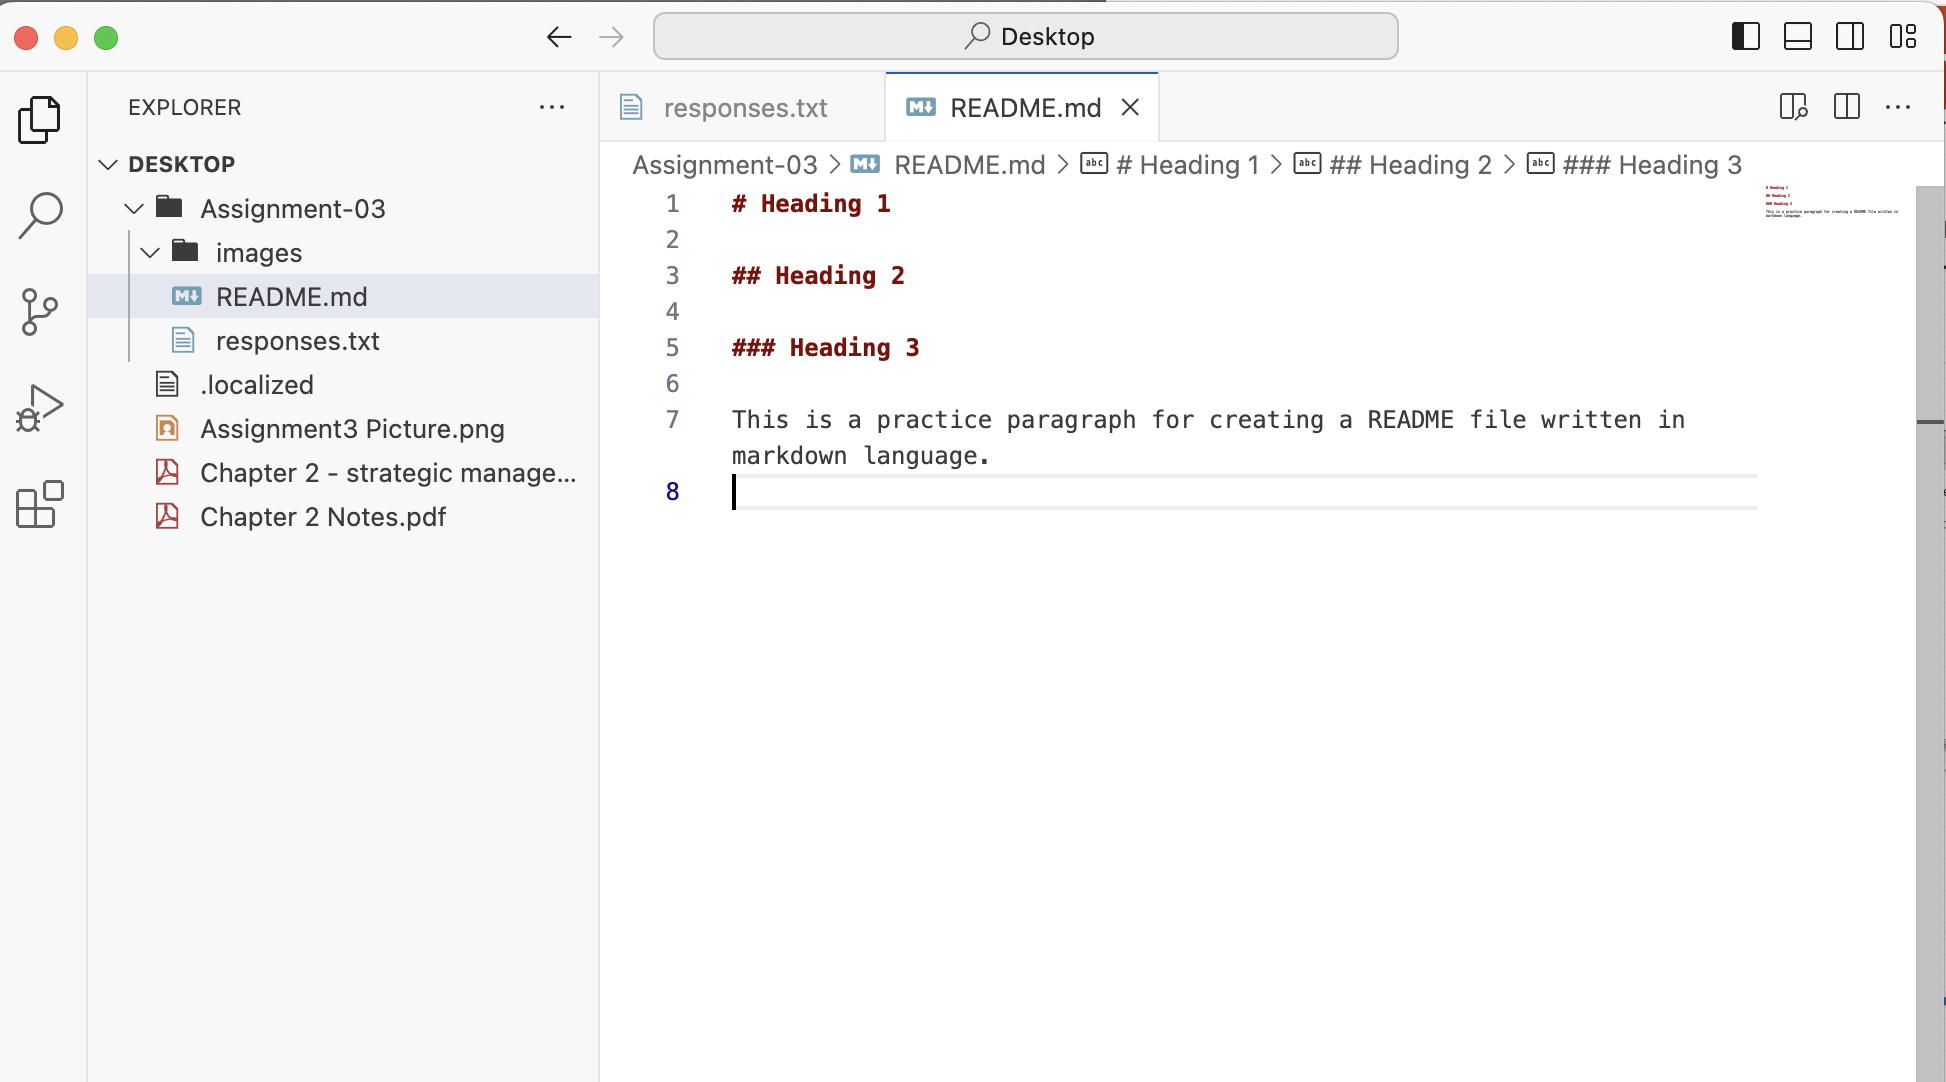 Desktop
EXPLORER
DESKTOP
Assignment-03
images
README.md
responses.txt
.localized
Assignment3 Picture.png
Chapter 2 - strategic manage...
Chapter 2 Notes.pdf
responses.txt
README.md
Assignment-03 > README.md > # Heading 1 > ## Heading 2 > ### Heading 3
1 # Heading 1
2
3 ## Heading 2
4
5 ### Heading 3
6
7 This is a practice paragraph for creating a README file written in
markdown language.
8